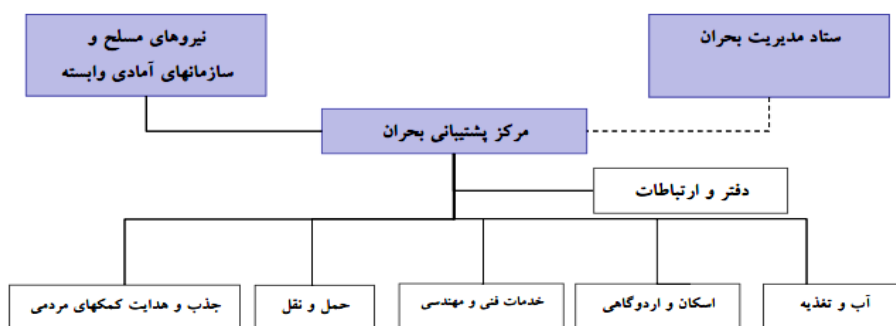 ستاد مدیریت بحران
نیروهای مسلح و
سازمانهای آمادی وابسته
مرکز پشتیبانی بحران
دفتر و ارتباطات
آب و تغذیه
اسکان و اردوگاهی
خدمات فنی و مهندسی
حمل و نقل
جذب و هدایت کمکهای مردمی